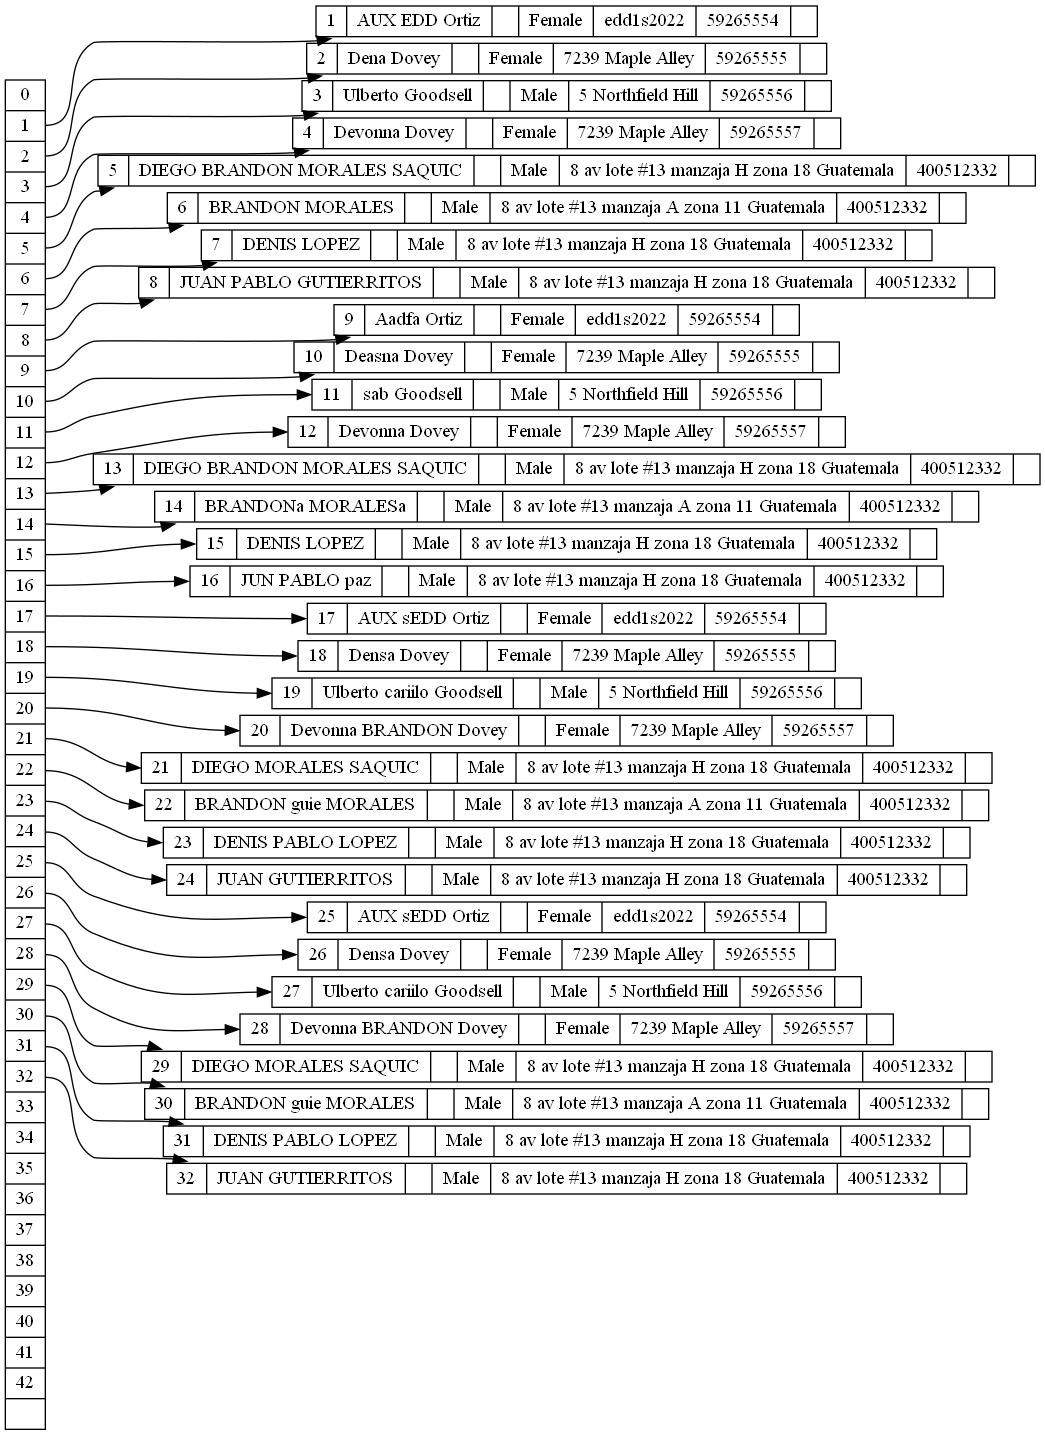 1 AUX EDD Ortiz Female edd1s2022 59265554
2 Dena Dovey Female 7239 Maple Alley 59265555
3 Ulberto Goodsell Male 5 Northfield Hill 59265556
4 Devonna Dovey Female 7239 Maple Alley 59265557
5 DIEGO BRANDON MORALES SAQUIC Male 8 av lote #13 manzaja H zona 18 Guatemala 400512332
6 BRANDON MORALES Male 8 av lote #13 manzaja A zona 11 Guatemala 400512332
7 DENIS LOPEZ Male 8 av lote #13 manzaja H zona 18 Guatemala 400512332
8 JUAN PABLO GUTIERRITOS Male 8 av lote #13 manzaja H zona 18 Guatemala 400512332
9 Aadfa Ortiz Female edd1s2022 59265554
10 Deasna Dovey Female 7239 Maple Alley 59265555
11 sab Goodsell Male 5 Northfield Hill 59265556
12 Devonna Dovey Female 7239 Maple Alley 59265557
13 DIEGO BRANDON MORALES SAQUIC Male 8 av lote #13 manzaja H zona 18 Guatemala 400512332
14 BRANDONa MORALESa Male 8 av lote #13 manzaja A zona 11 Guatemala 400512332
15 DENIS LOPEZ Male 8 av lote #13 manzaja H zona 18 Guatemala 400512332
16 JUN PABLO paz Male 8 av lote #13 manzaja H zona 18 Guatemala 400512332
17 AUX sEDD Ortiz Female edd1s2022 59265554
18 Densa Dovey Female 7239 Maple Alley 59265555
19 Ulberto cariilo Goodsell Male 5 Northfield Hill 59265556
20 Devonna BRANDON Dovey Female 7239 Maple Alley 59265557
21 DIEGO MORALES SAQUIC Male 8 av lote #13 manzaja H zona 18 Guatemala 400512332
22 BRANDON guie MORALES Male 8 av lote #13 manzaja A zona 11 Guatemala 400512332
23 DENIS PABLO LOPEZ Male 8 av lote #13 manzaja H zona 18 Guatemala 400512332
24 JUAN GUTIERRITOS Male 8 av lote #13 manzaja H zona 18 Guatemala 400512332
25 AUX sEDD Ortiz Female edd1s2022 59265554
26 Densa Dovey Female 7239 Maple Alley 59265555
27 Ulberto cariilo Goodsell Male 5 Northfield Hill 59265556
28 Devonna BRANDON Dovey Female 7239 Maple Alley 59265557
29 DIEGO MORALES SAQUIC Male 8 av lote #13 manzaja H zona 18 Guatemala 400512332
30 BRANDON guie MORALES Male 8 av lote #13 manzaja A zona 11 Guatemala 400512332
31 DENIS PABLO LOPEZ Male 8 av lote #13 manzaja H zona 18 Guatemala 400512332
32 JUAN GUTIERRITOS Male 8 av lote #13 manzaja H zona 18 Guatemala 400512332
0
1
2
3
4
5
6
7
8
9
10
11
12
13
14
15
16
17
18
19
20
21
22
23
24
25
26
27
28
29
30
31
32
33
34
35
36
37
38
39
40
41
42